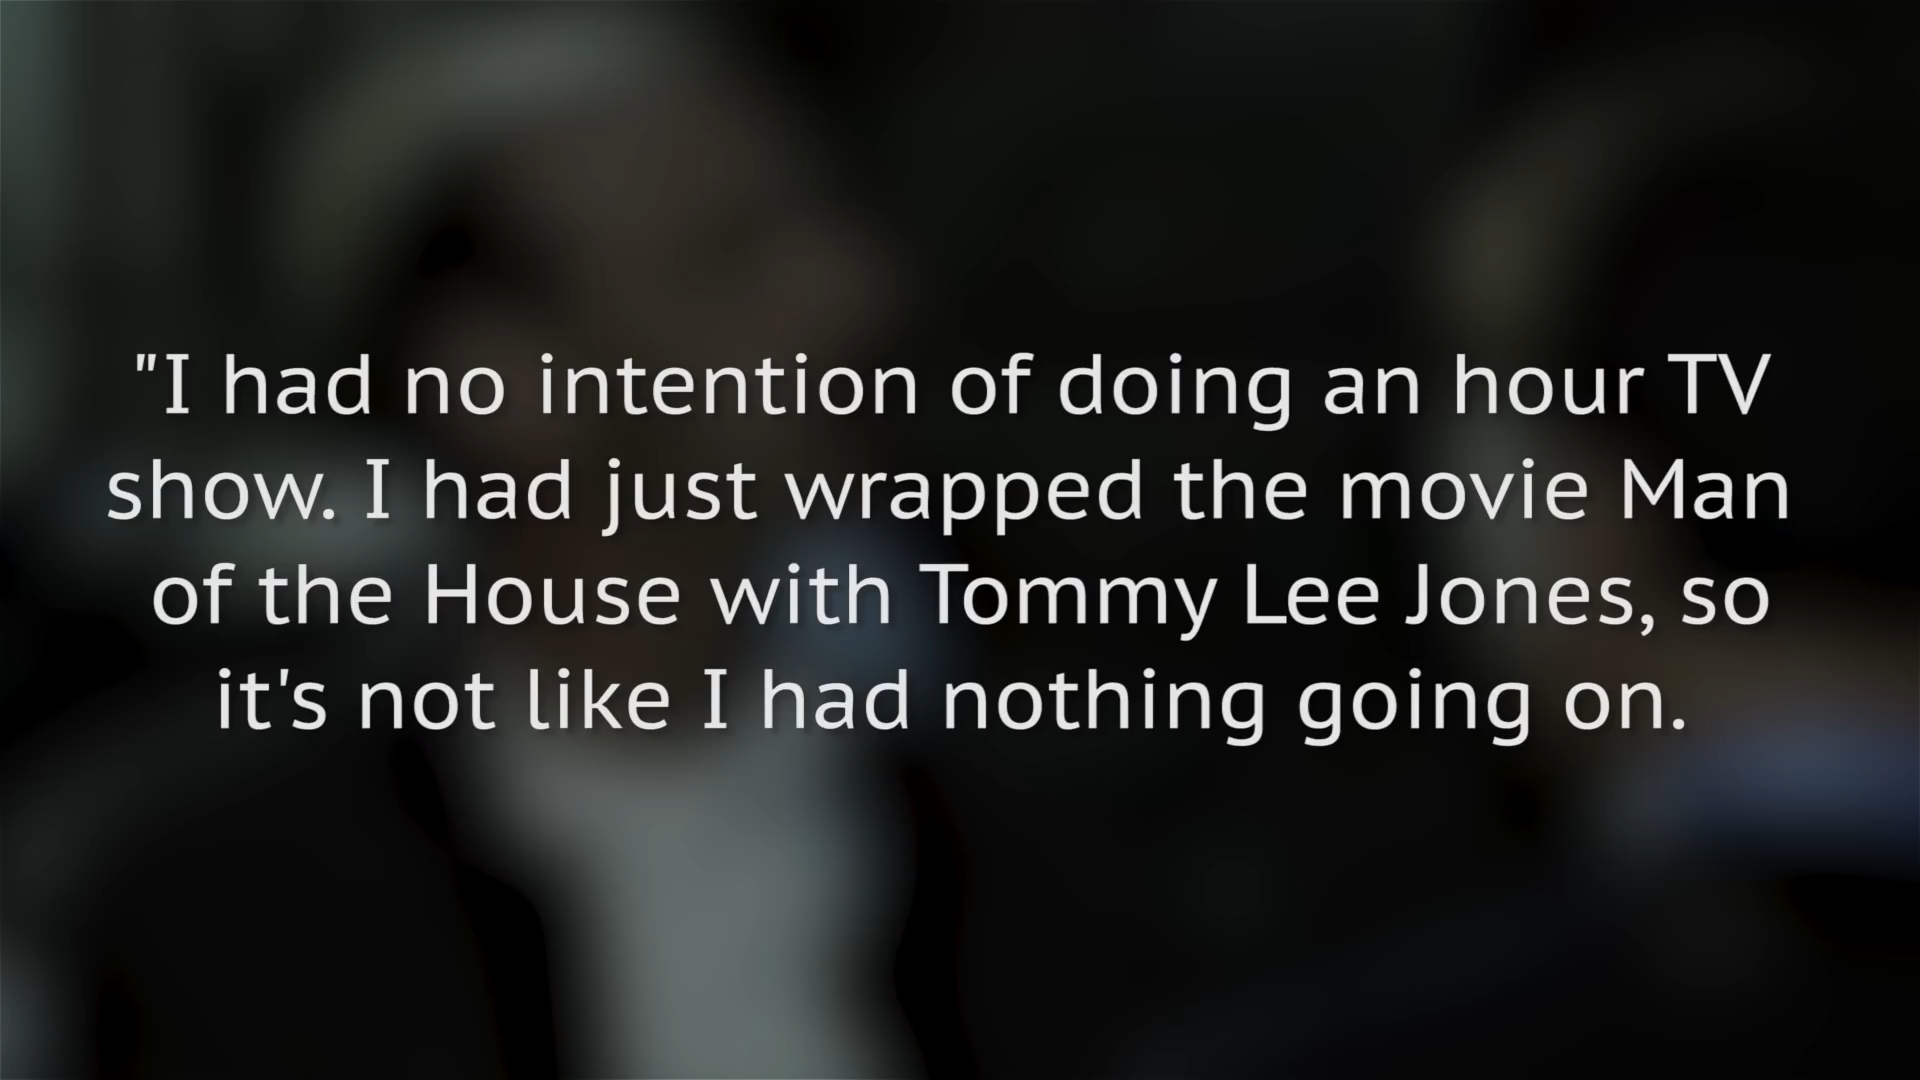 "I had no intention of doing an hour TV
show. I had just wrapped the movie Man
of the House with Tommy Lee Jones, so
it's not like I had nothing going on.